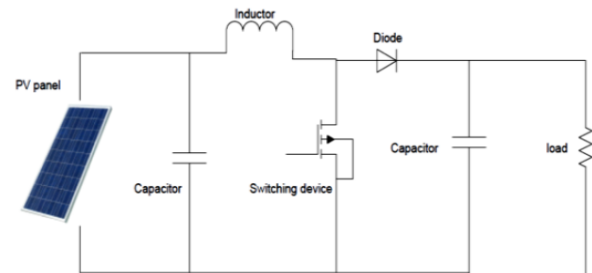 Inductor
Diode
PV panel
Capacitor
Switching device
Capacitor
load